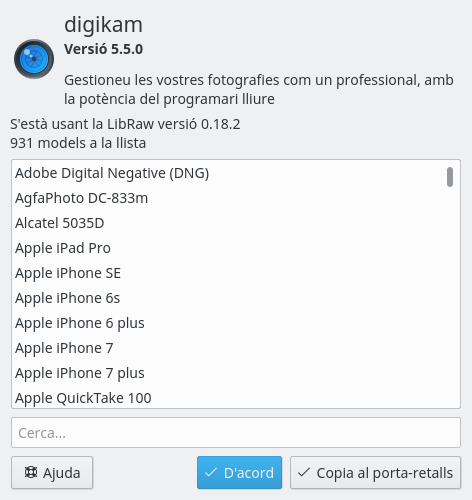 digikam
Versió 5.5.0
Gestioneu les vostres fotografies com un professional, amb
la potència del programari lliure
S'està usant la LibRaw versió 0.18.2
931 models a la llista
Adobe Digital Negative (DNG)
AgfaPhoto DC-833m
Alcatel 5035D
Apple iPad Pro
Apple iPhone SE
Apple iPhone 6s
Apple iPhone 6 plus
Apple iPhone 7
Apple iPhone 7 plus
Apple QuickTake 100
Cerca...
Ajuda
D'acord
Copia al porta-retalls